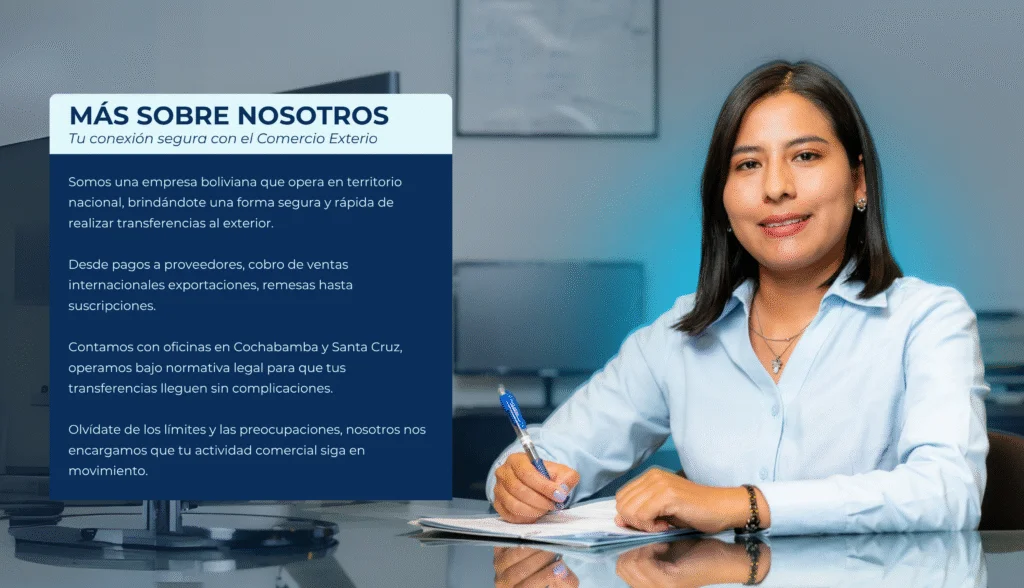 MÁS SOBRE NOSOTROS
Tu conexión segura con el Comercio Exterio
Somos una empresa boliviana que opera en territorio
nacional, brindándote una forma segura y rápida de
realizar transferencias al exterior.
Desde pagos a proveedores, cobro de ventas
internacionales exportaciones, remesas hasta
suscripciones.
Contamos con oficinas en Cochabamba y Santa Cruz,
operamos bajo normativa legal para que tus
transferencias lleguen sin complicaciones.
Olvídate de los límites y las preocupaciones, nosotros nos
encargamos que tu actividad comercial siga en
movimiento.